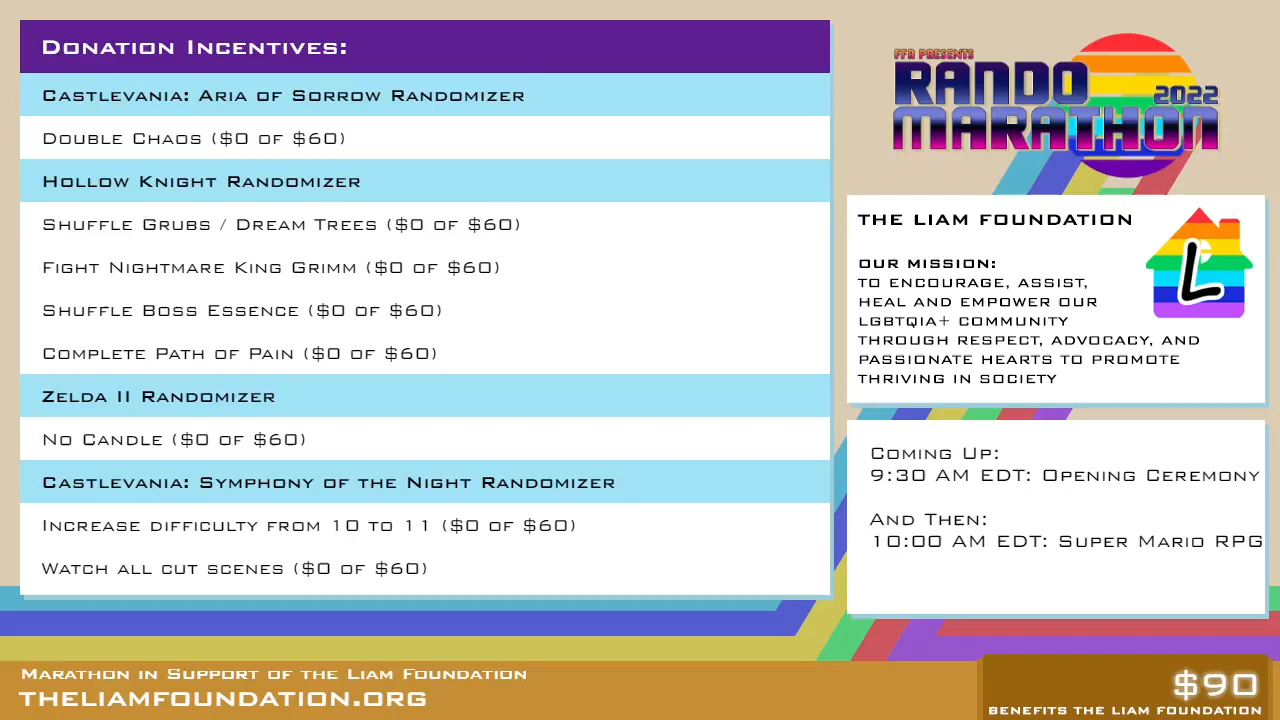 Donation Incentives:
Castlevania: Aria of Sorrow Randomizer
Double Chaos ($0 of $60)
Hollow Knight Randomizer
Shuffle Grubs / Dream Trees ($0 of $60)
Fight Nightmare King Grimm ($0 of $60)
Shuffle Boss Essence ($0 of $60)
Complete Path of Pain ($0 of $60)
Zelda II Randomizer
No Candle ($0 of $60)
Castlevania: Symphony of the Night Randomizer
Increase difficulty from 10 to 11 ($0 of $60)
Watch all cut scenes ($0 of $60)
FFR PRESENTS
RANDO
2022
MARATHON
THE LIAM FOUNDATION
OUR MISSION:
TO ENCOURAGE, ASSIST,
HEAL AND EMPOWER OUR
LGBTQIA+ COMMUNITY
THROUGH RESPECT, ADVOCACY, AND
PASSIONATE HEARTS TO PROMOTE
THRIVING IN SOCIETY
L
Coming Up:
9:30 AM EDT: Opening Ceremony
And Then:
10:00 AM EDT: Super Mario RPG
Marathon in Support of the Liam Foundation
THELIAMFOUNDATION.ORG
$90
BENEFITS THE LIAM FOUNDATION